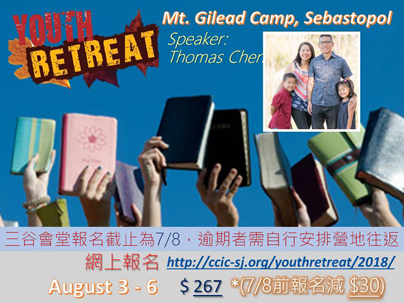 YOUTH
RETREAT
Mt. Gilead Camp, Sebastopol
Speaker:
Thomas Chen
三谷會堂報名截止為7/8，逾期者需自行安排營地往返
網上報名 http://ccic-sj.org/youthretreat/2018/
August 3 - 6 $ 267 *(7/8前報名減 $30)